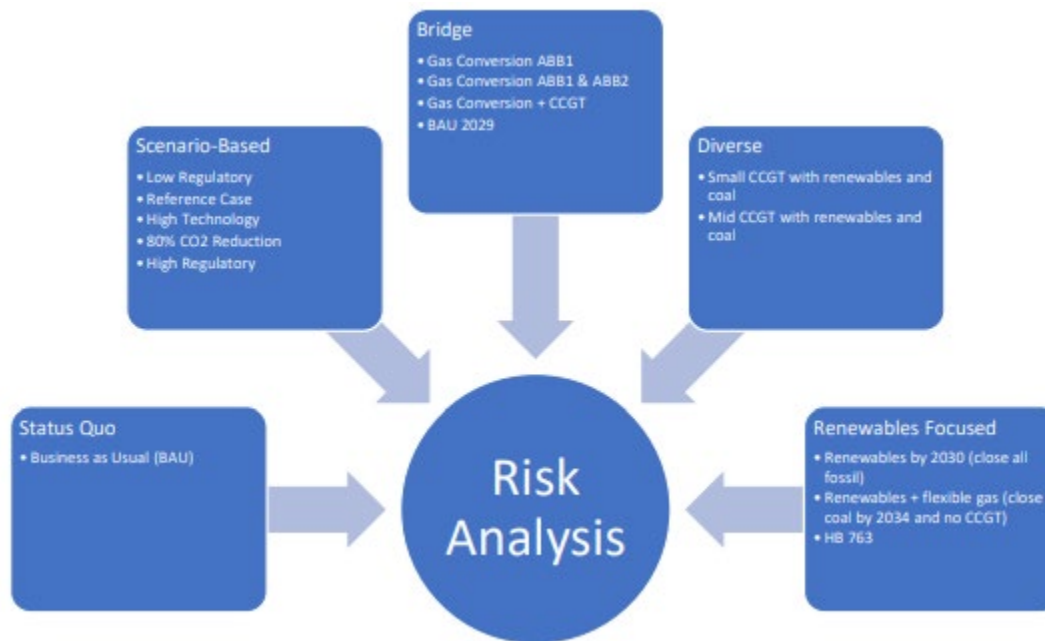 Bridge
• Gas Conversion ABB1
• Gas Conversion ABB1 & ABB2
• Gas Conversion + CCGT
• BAU 2029
Scenario-Based
• Low Regulatory
• Reference Case
• High Technology
• 80% CO2 Reduction
• High Regulatory
Diverse
• Small CCGT with renewables and
coal
• Mid CCGT with renewables and
coal
Status Quo
• Business as Usual (BAU)
Risk
Analysis
Renewables Focused
• Renewables by 2030 (close all
fossil)
• Renewables + flexible gas (close
coal by 2034 and no CCGT)
• HB 763